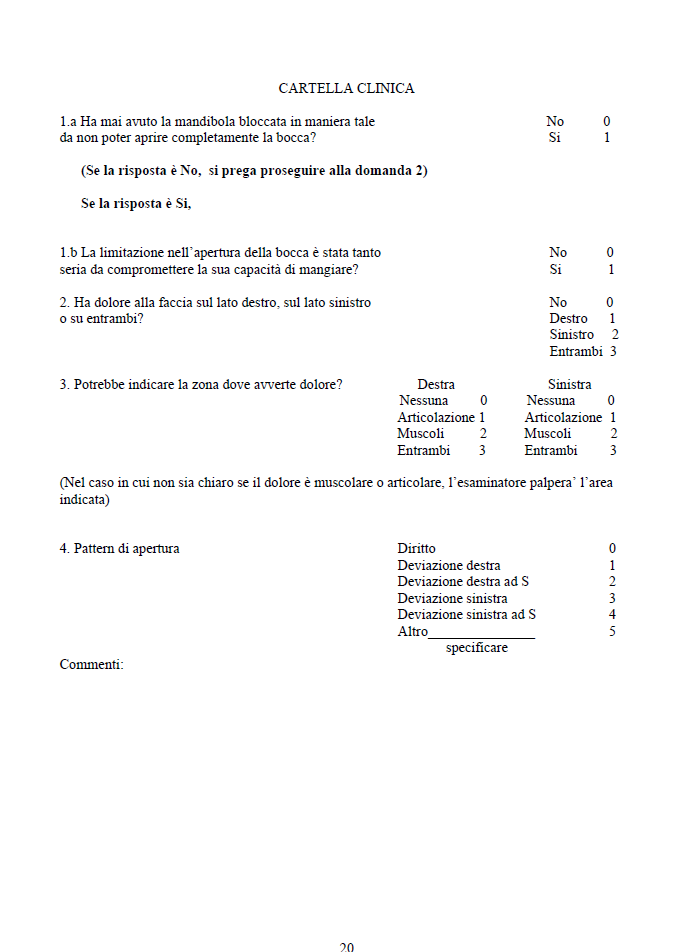 CARTELLA CLINICA
1.a Ha mai avuto la mandibola bloccata in maniera tale No 0
da non poter aprire completamente la bocca? Si 1
(Se la risposta è No, si prega proseguire alla domanda 2)
Se la risposta è Si,
1.b La limitazione nell'apertura della bocca è stata tanto No 0
seria da compromettere la sua capacità di mangiare? Si 1
2. Ha dolore alla faccia sul lato destro, sul lato sinistro No 0
o su entrambi? Destro 1
Sinistro 2
Entrambi 3
3. Potrebbe indicare la zona dove avverte dolore? Destra Sinistra
Nessuna 0 Nessuna 0
Articolazione 1 Articolazione 1
Muscoli 2 Muscoli 2
Entrambi 3 Entrambi 3
(Nel caso in cui non sia chiaro se il dolore è muscolare o articolare, l'esaminatore palpera' l'area
indicata)
4. Pattern di apertura Diritto 0
Deviazione destra 1
Deviazione destra ad S 2
Deviazione sinistra 3
Deviazione sinistra ad S 4
Altro_______________ 5
specificare
Commenti:
20